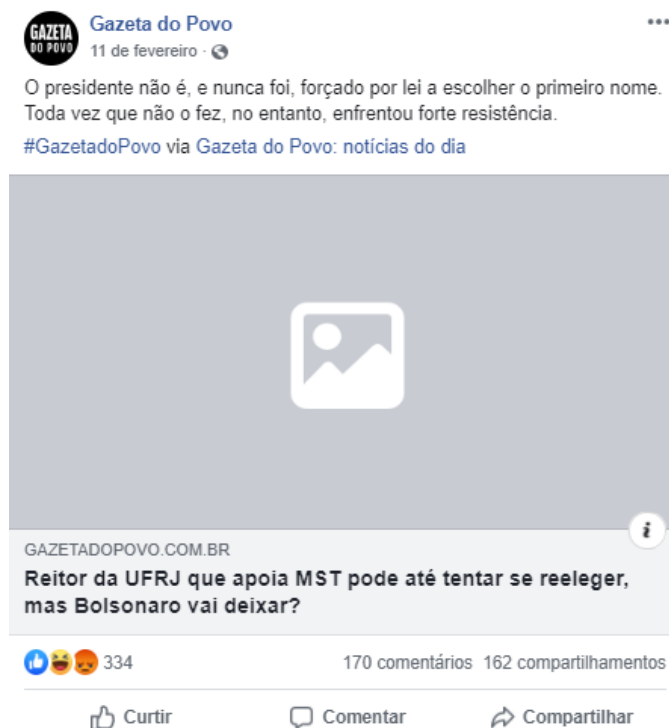 GAZETA
DO POVO
Gazeta do Povo
11 de fevereiro ·
O presidente não é, e nunca foi, forçado por lei a escolher o primeiro nome.
Toda vez que não o fez, no entanto, enfrentou forte resistência.
#GazetadoPovo via Gazeta do Povo: notícias do dia
i
GAZETADOPOVO.COM.BR
Reitor da UFRJ que apoia MST pode até tentar se reeleger,
mas Bolsonaro vai deixar?
334 170 comentários 162 compartilhamentos
Curtir Comentar Compartilhar